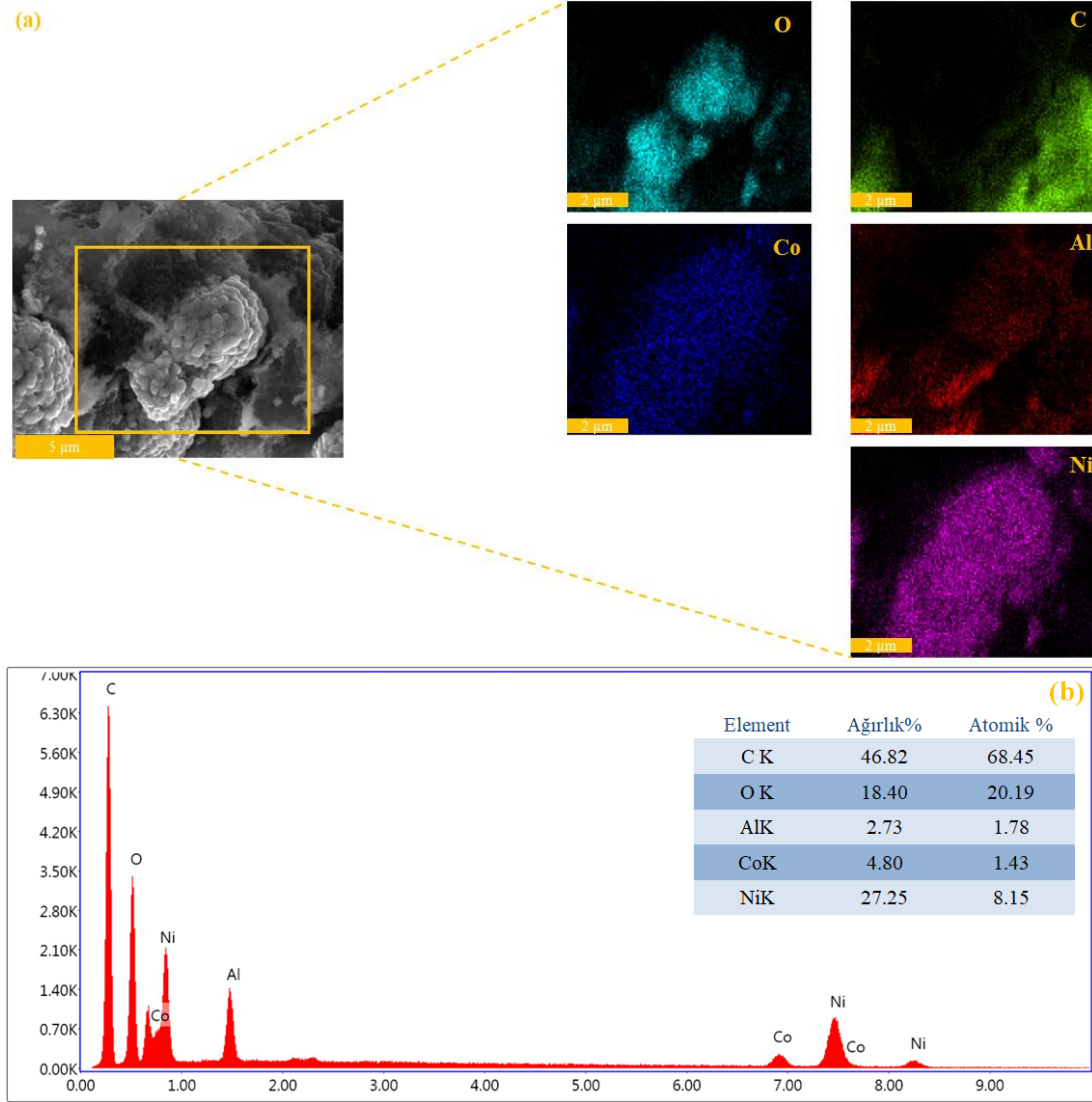 (a)
O
C
2 µm
2 µm
Co
Al
5 µm
2 µm
2 µm
Ni
2 µm
(b)
7.00K
6.30K
5.60K
4.90K
4.20K
3.50K
2.80K
2.10K
1.40K
0.70K
0.00K
C
O
Ni
Co
Al
Co
Ni
Co
Ni
0.00 1.00 2.00 3.00 4.00 5.00 6.00 7.00 8.00 9.00
Element Ağırlık% Atomik %
C K 46.82 68.45
O K 18.40 20.19
AlK 2.73 1.78
CoK 4.80 1.43
NiK 27.25 8.15